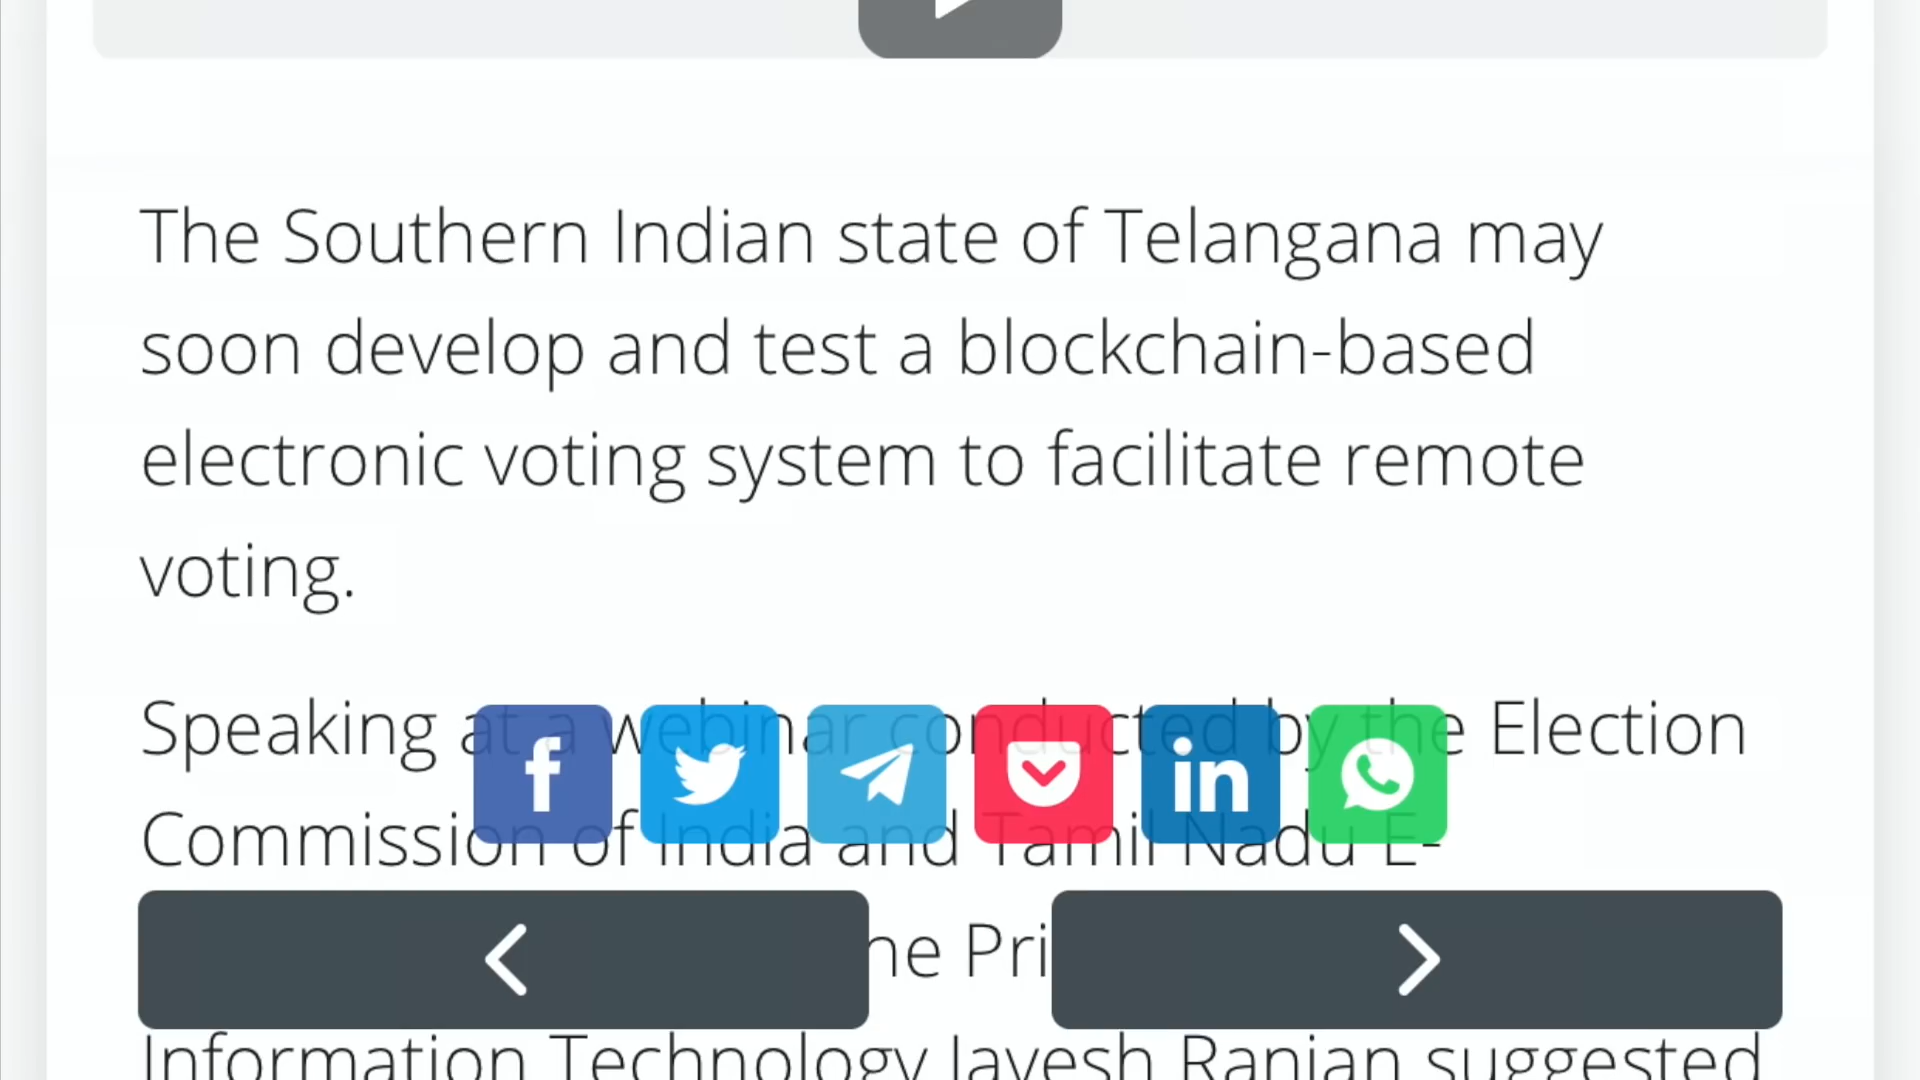 The Southern Indian state of Telangana may
soon develop and test a blockchain-based
electronic voting system to facilitate remote
voting.
Speaking at a webinar conducted by the Election
Commission of India and Tamil Nadu E-
Information Technology Jayesh Ranjan suggested